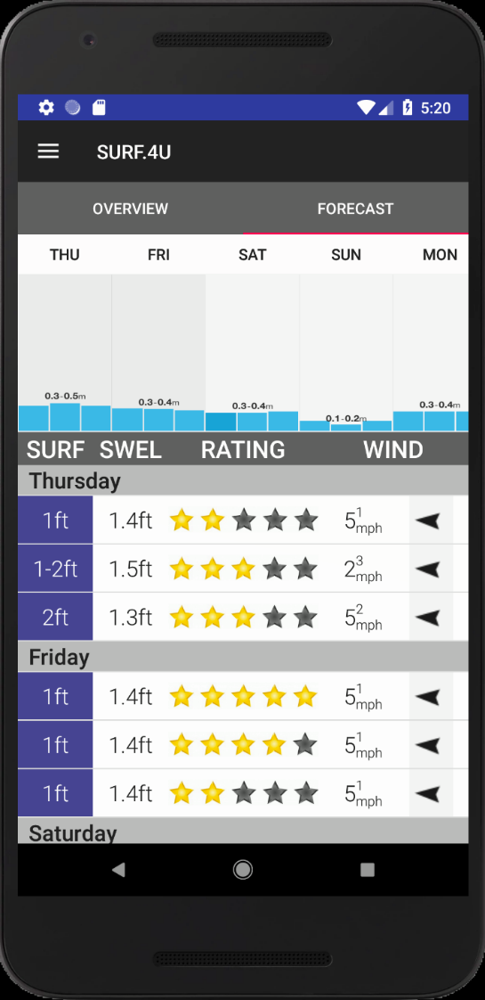 5:20
SURF.4U
OVERVIEW FORECAST
THU FRI SAT SUN MON
0.3-0.5m 0.3-0.4m 0.3-0.4m 0.1-0.2m 0.3-0.4m
SURF SWEL RATING WIND
Thursday
1ft 1.4ft 5 1 mph
1-2ft 1.5ft 2 3 mph
2ft 1.3ft 5 2 mph
Friday
1ft 1.4ft 5 1 mph
1ft 1.4ft 5 1 mph
1ft 1.4ft 5 1 mph
Saturday